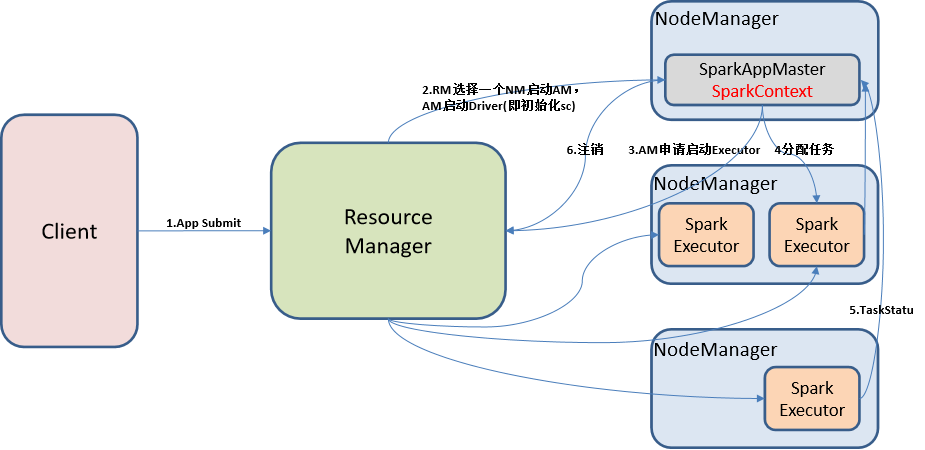 NodeManager
SparkAppMaster
SparkContext
2.RM 选择一个NM启动AM，
AM启动Driver(即初始化sc)
6.注销
3.AM申请启动Executor
4分配任务
Client
1.App Submit
Resource
Manager
NodeManager
Spark
Executor
Spark
Executor
5.TaskStatu
NodeManager
Spark
Executor